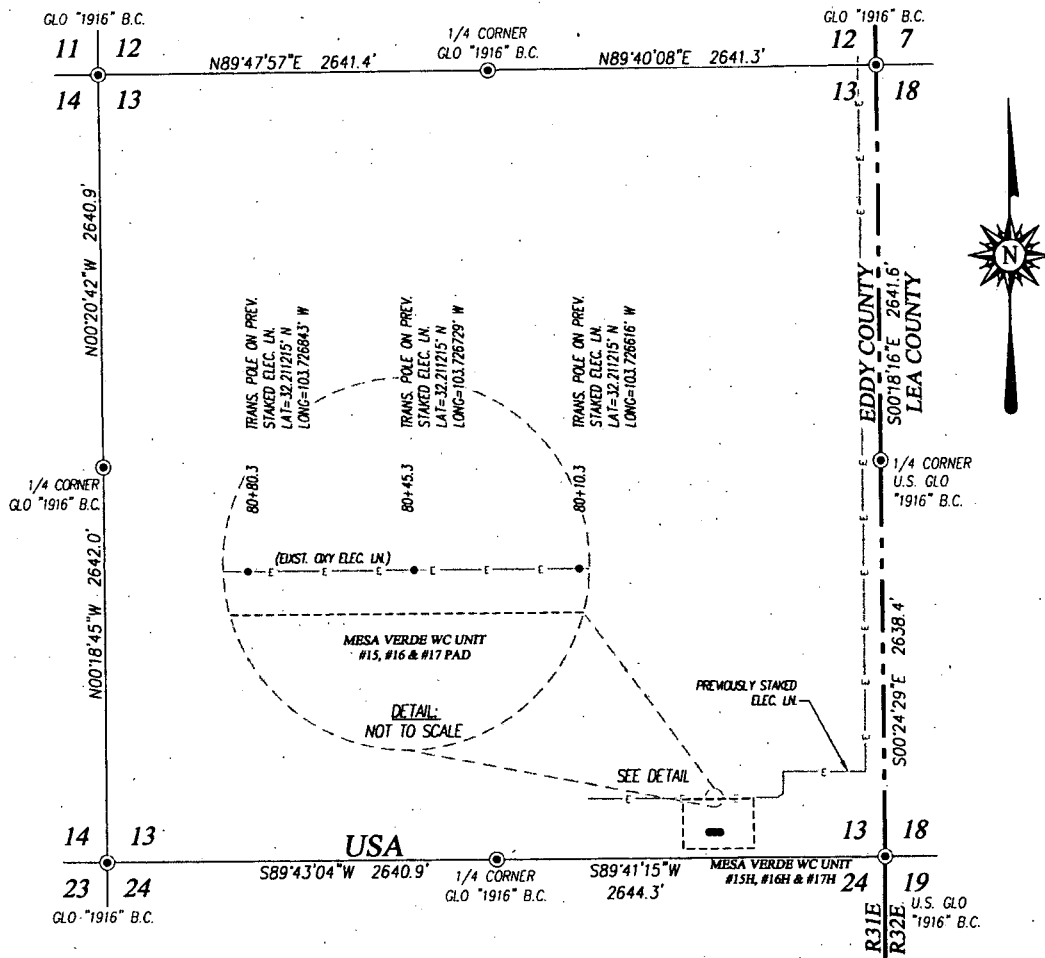 GLO "1916" B.C.
11 12
14 13
N89°47'57"E 2641.4'
1/4 CORNER
GLO "1916" B.C.
N89°40'08"E 2641.3'
GLO "1916" B.C.
12 7
13 18
N
N00°20'42"W 2640.9'
EDDY COUNTY
S00°18'16"E 2641.6'
LEA COUNTY
TRANS. POLE ON PREV.
STAKED ELEC. LN.
LAT=32.211215° N
LONG=103.726843° W
80+80.3
TRANS. POLE ON PREV.
STAKED ELEC. LN.
LAT=32.211215° N
LONG=103.726729° W
80+45.3
TRANS. POLE ON PREV.
STAKED ELEC. LN.
LAT=32.211215° N
LONG=103.726616° W
80+10.3
1/4 CORNER
GLO "1916" B.C.
1/4 CORNER
U.S. GLO
"1916" B.C.
(EXIST. OXY ELEC. LN.)
E E E E E E
MESA VERDE WC UNIT
#15, #16 & #17 PAD
DETAIL:
NOT TO SCALE
N00°18'45"W 2642.0'
S00°24'29"E 2638.4'
PREVIOUSLY STAKED
ELEC. LN.
SEE DETAIL
14 13
23 24
GLO "1916" B.C.
USA
S89°43'04"W 2640.9'
1/4 CORNER
GLO "1916" B.C.
S89°41'15"W
2644.3'
MESA VERDE WC UNIT
#15H, #16H & #17H
13 18
24 19
U.S. GLO
"1916" B.C.
R31E
R32E